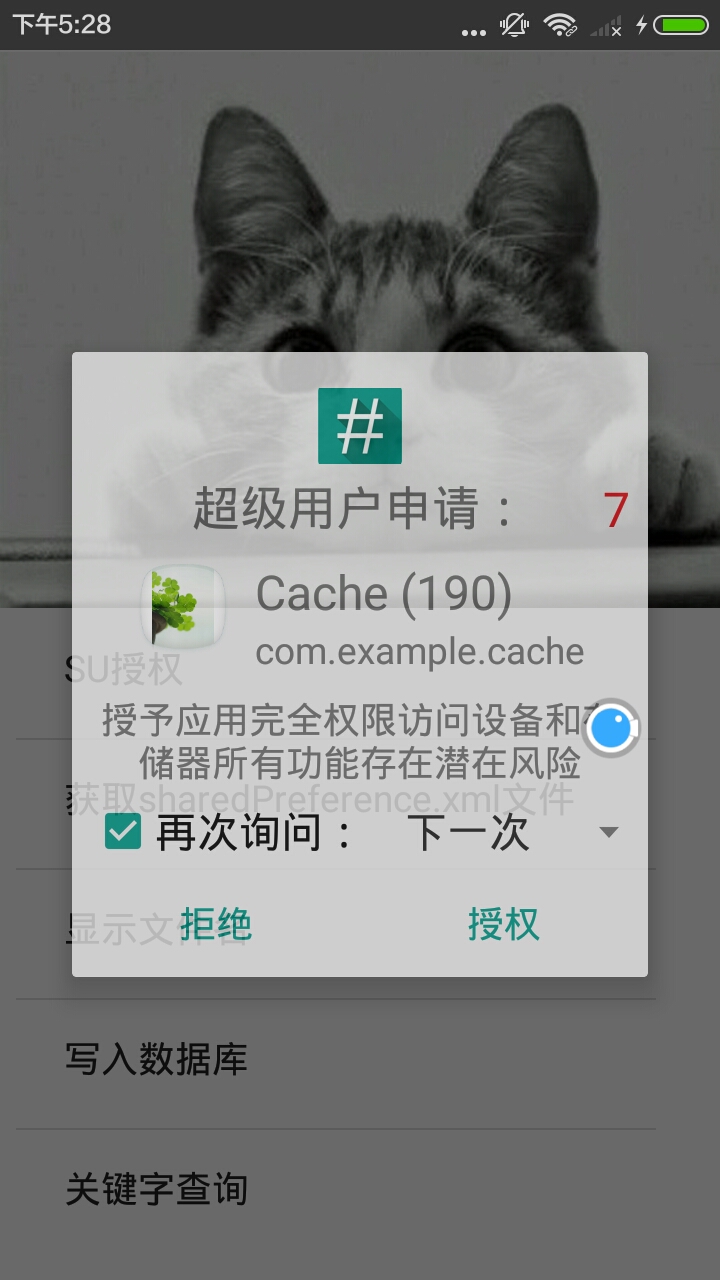 下午5:28
#
超级用户申请： 7
Cache (190)
com.example.cache
SU授权
授予应用完全权限访问设备和存
储器所有功能存在潜在风险
获取sharedPreference.xml文件
再次询问： 下一次
显示文件
拒绝 授权
写入数据库
关键字查询